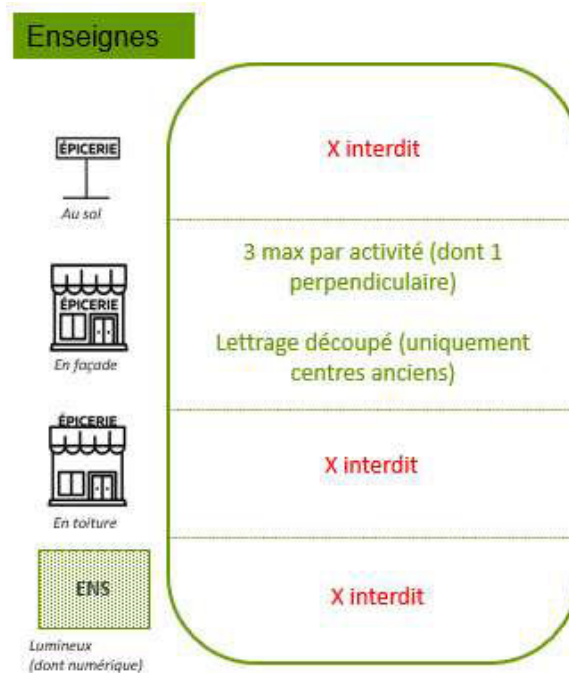 Enseignes
ÉPICERIE
Au sol
X interdit
3 max par activité (dont 1
perpendiculaire)
Lettrage découpé (uniquement
centres anciens)
ÉPICERIE
En façade
ÉPICERIE
En toiture
X interdit
ENS
Lumineux
(dont numérique)
X interdit